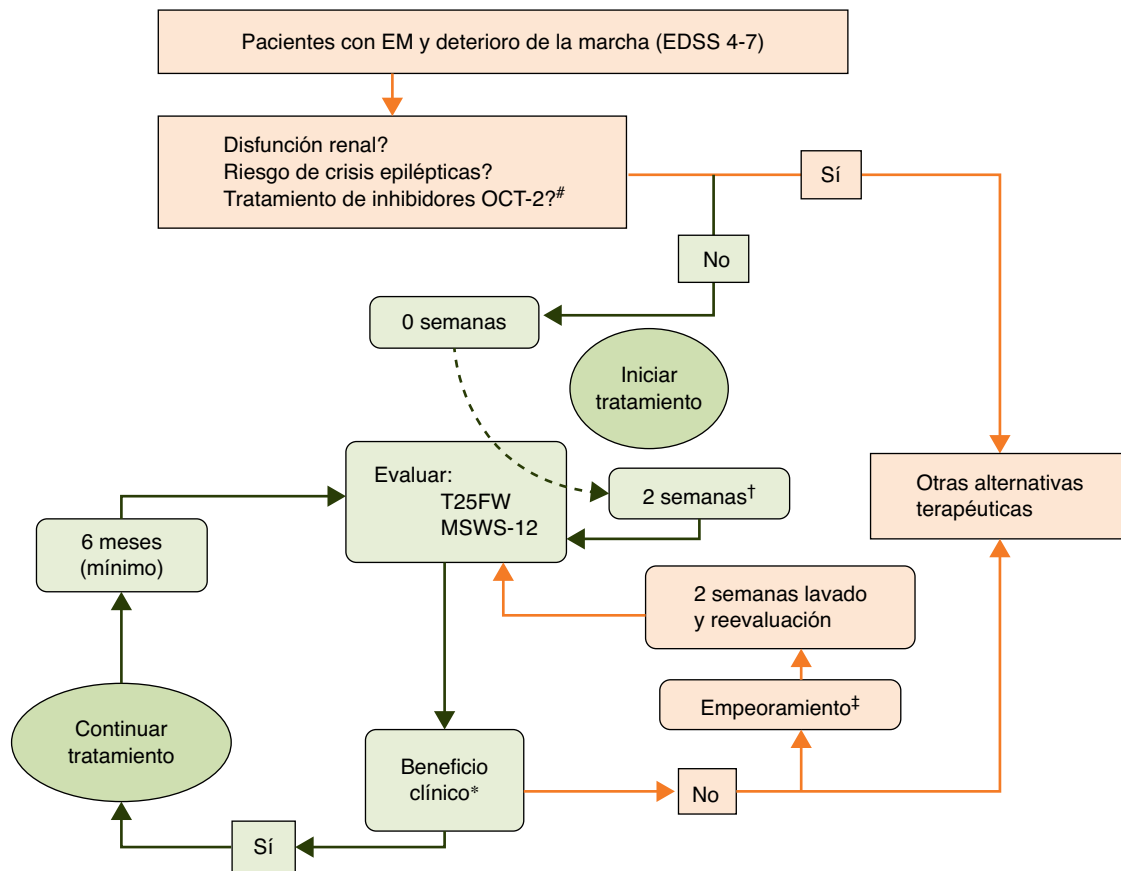 Pacientes con EM y deterioro de la marcha (EDSS 4-7)
Disfunción renal?
Riesgo de crisis epilépticas?
Tratamiento de inhibidores OCT-2?#
Sí
No
0 semanas
Iniciar
tratamiento
Evaluar:
T25FW
MSWS-12
2 semanas†
Otras alternativas
terapéuticas
6 meses
(mínimo)
2 semanas lavado
y reevaluación
Empeoramiento‡
Continuar
tratamiento
Beneficio
clínico*
No
Sí